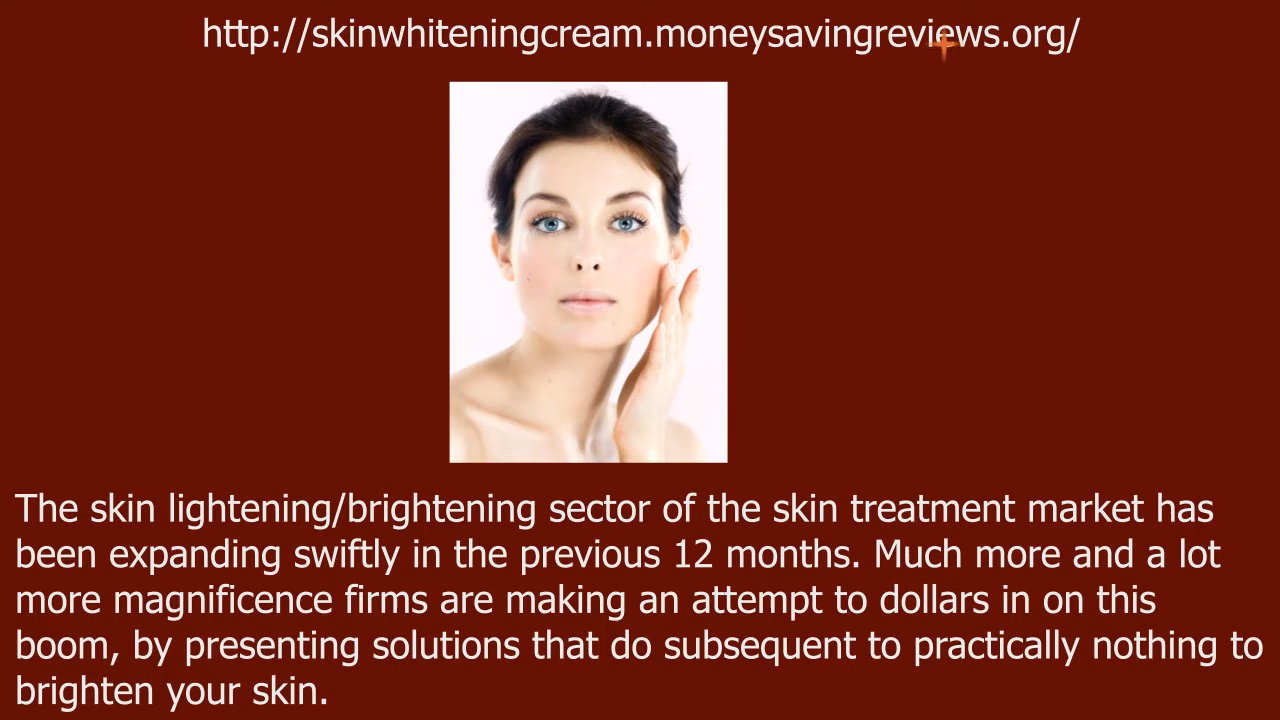 http://skinwhiteningcream.moneysavingreviews.org/
The skin lightening/brightening sector of the skin treatment market has
been expanding swiftly in the previous 12 months. Much more and a lot
more magnificence firms are making an attempt to dollars in on this
boom, by presenting solutions that do subsequent to practically nothing to
brighten your skin.